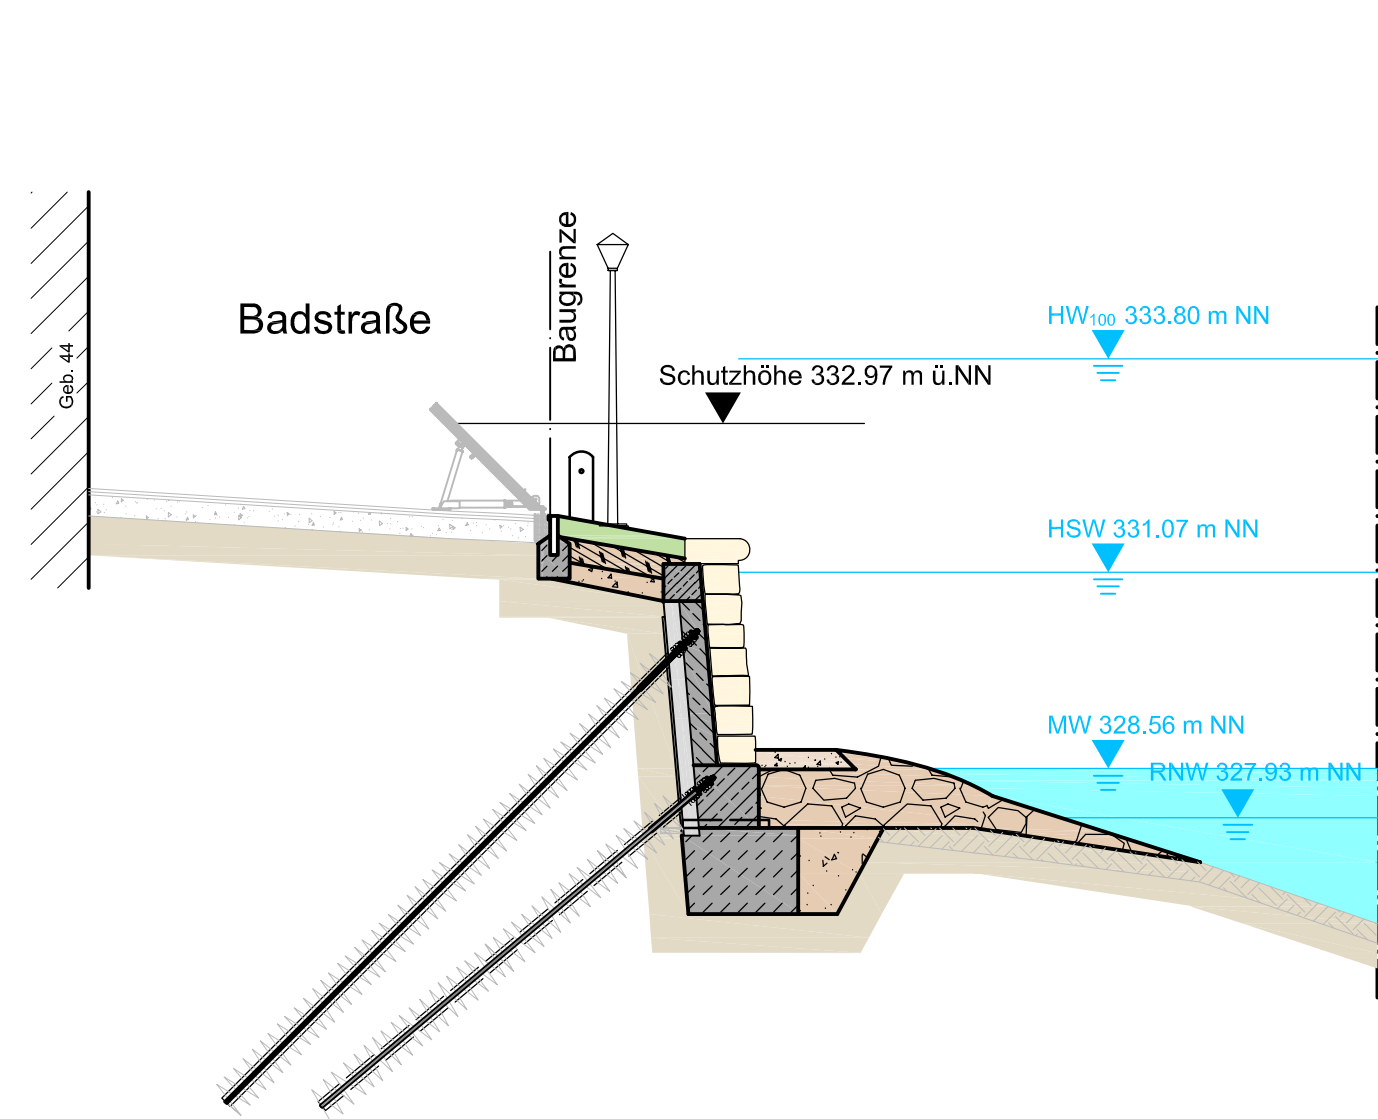 Badstraße
Geb. 44
Baugrenze
Schutzhöhe 332.97 m ü.NN
HW₁₀₀ 333.80 m NN
HSW 331.07 m NN
MW 328.56 m NN
RNW 327.93 m NN